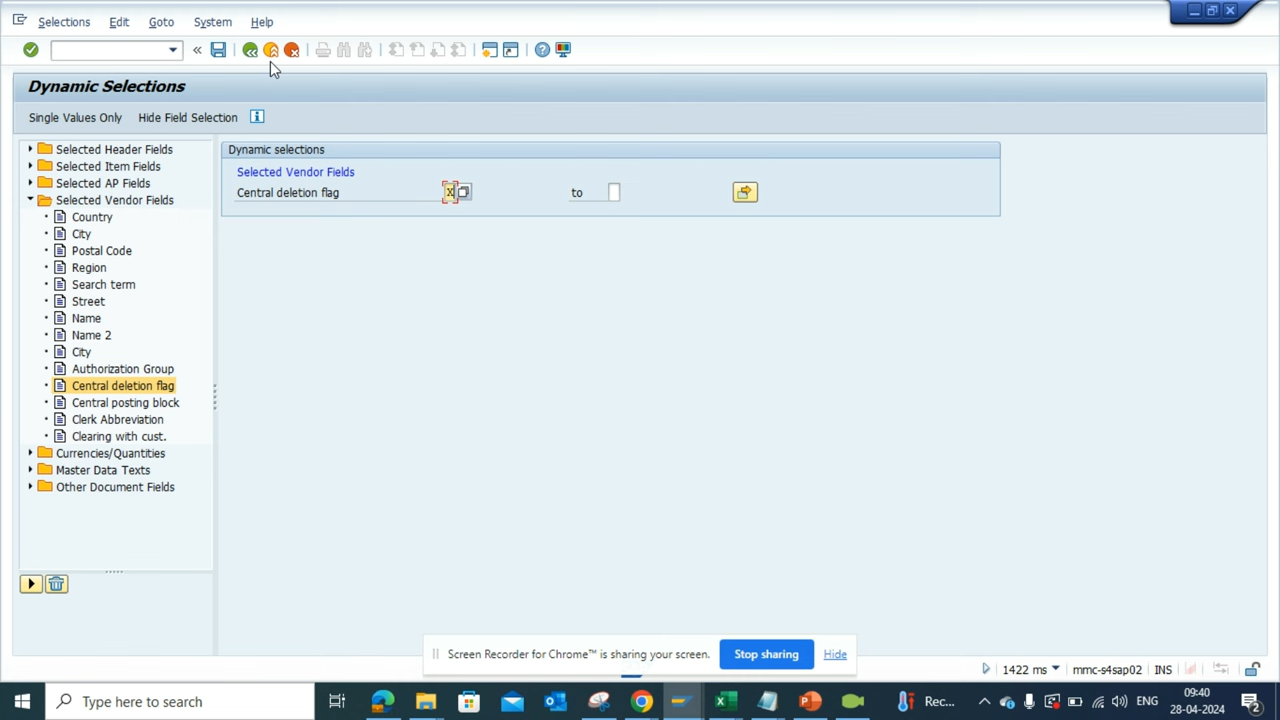 Selections Edit Goto System Help
Dynamic Selections
Single Values Only Hide Field Selection
Selected Header Fields
Selected Item Fields
Selected AP Fields
Selected Vendor Fields
Country
City
Postal Code
Region
Search term
Street
Name
Name 2
City
Authorization Group
Central deletion flag
Central posting block
Clerk Abbreviation
Clearing with cust.
Currencies/Quantities
Master Data Texts
Other Document Fields
Dynamic selections
Selected Vendor Fields
Central deletion flag X to
Screen Recorder for Chrome™ is sharing your screen. Stop sharing Hide
1422 ms mmc-s4sap02 INS
Type here to search
Rec...
ENG
09:40
28-04-2024
2